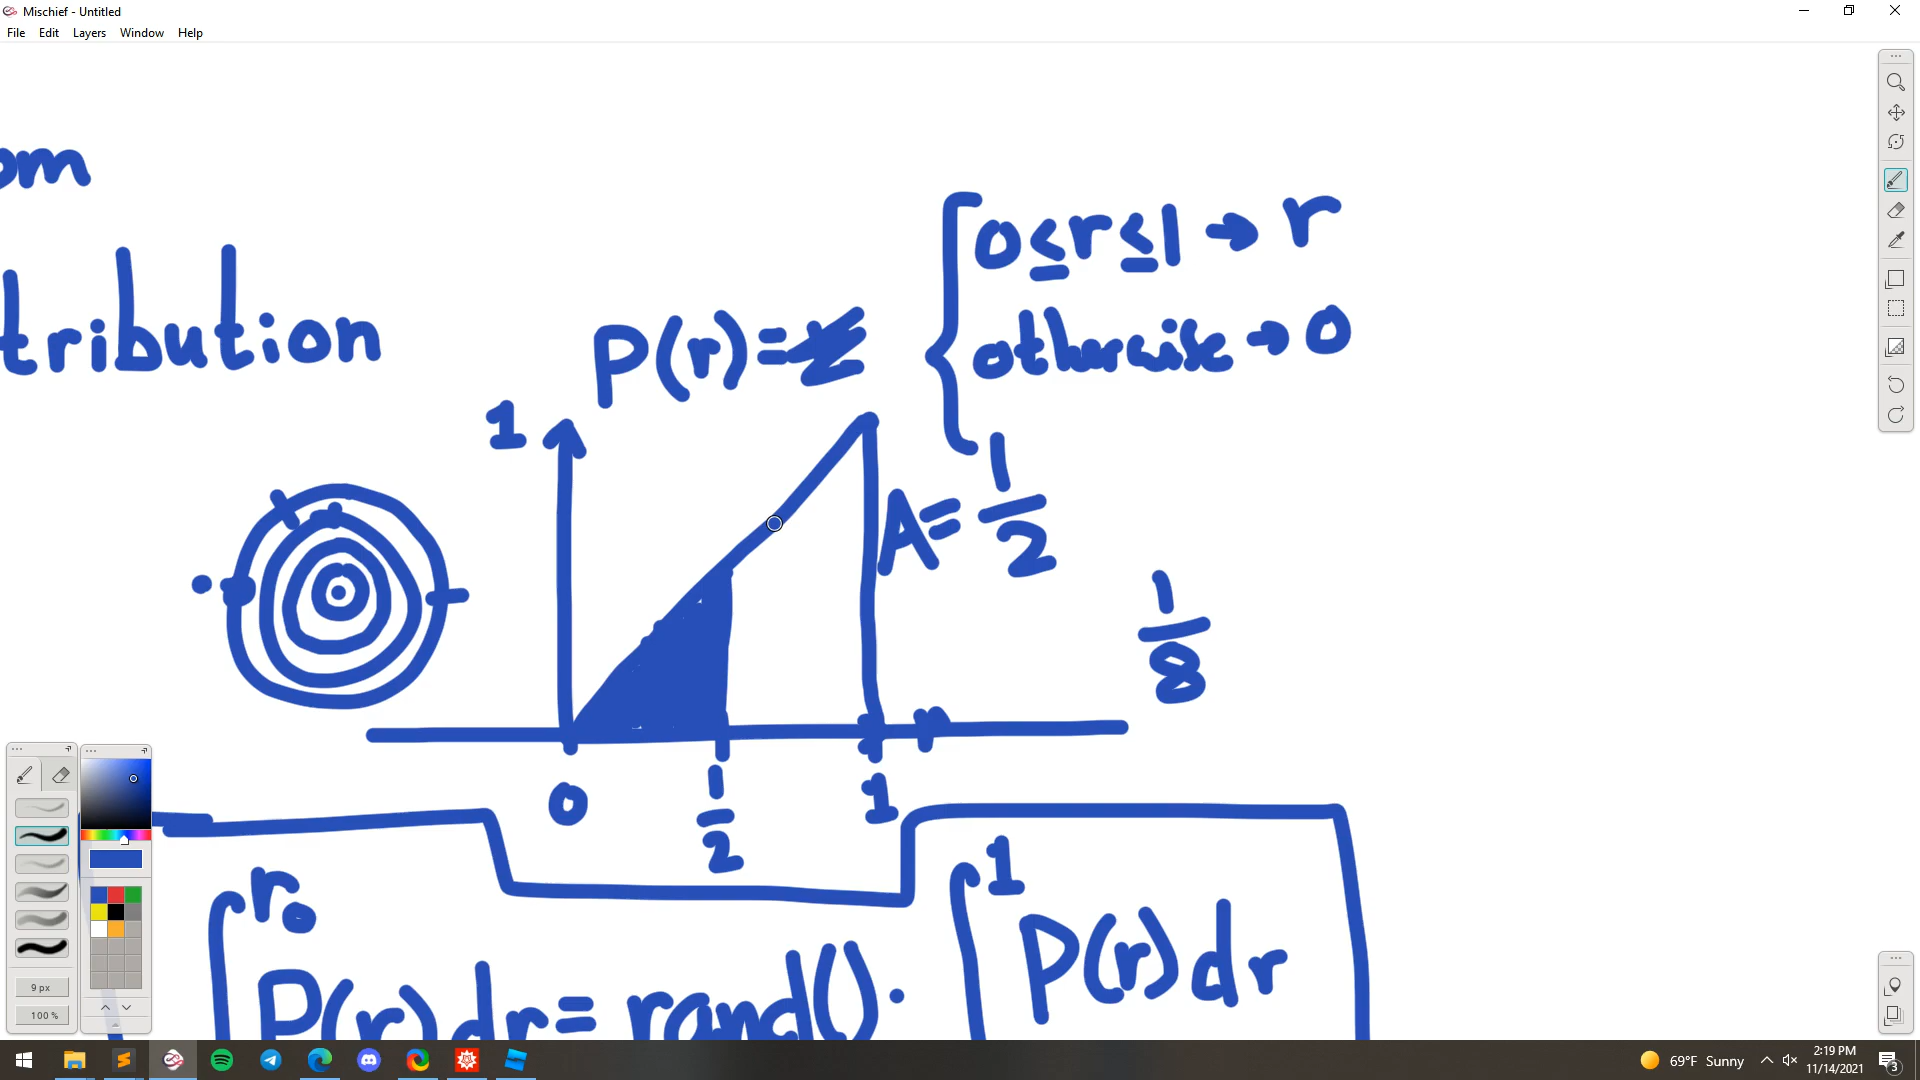 Mischief - Untitled
File Edit Layers Window Help
om
tribution
P(r)=
0≤r≤1→r
otherwise→0
1
A=1/2
1/8
0
1/2
1
∫ r₀ P(r)dr=rand()·∫ 1 P(r)dr
9 px
100 %
69°F Sunny
2:19 PM
11/14/2021
3